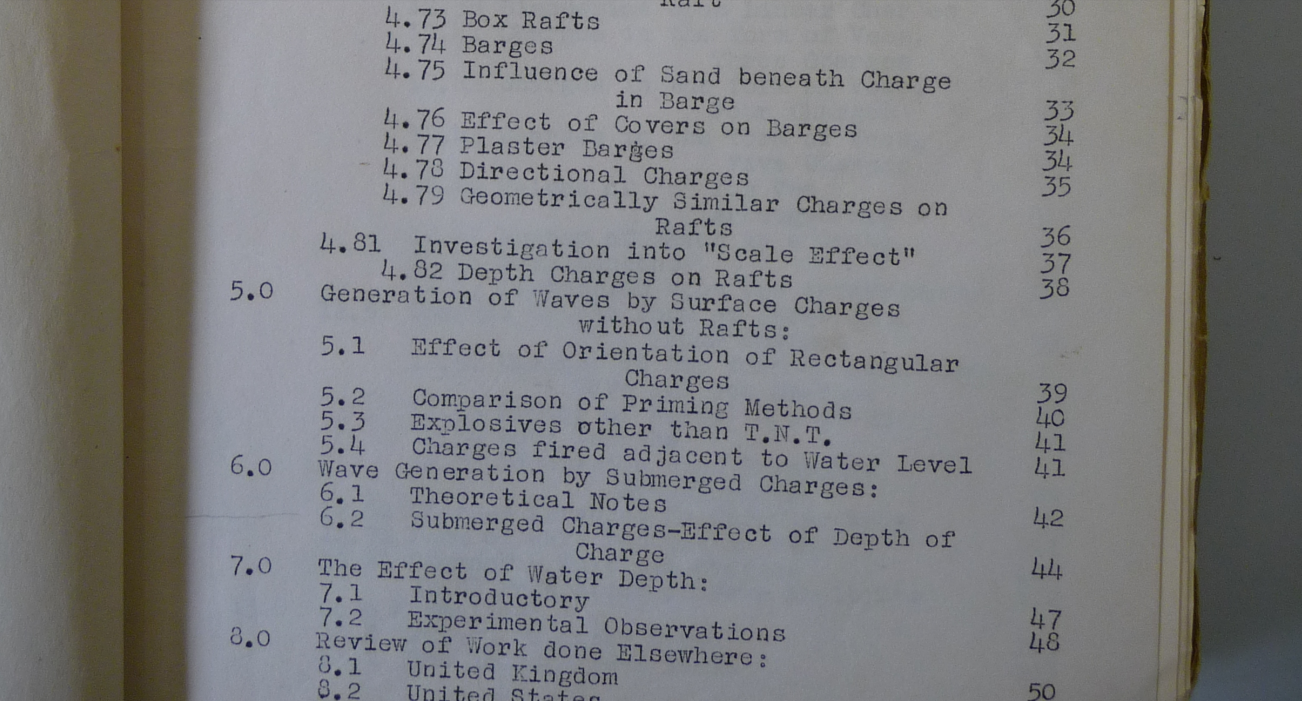 Raft 30
4.73 Box Rafts 31
4.74 Barges 32
4.75 Influence of Sand beneath Charge
in Barge 33
4.76 Effect of Covers on Barges 34
4.77 Plaster Barges 34
4.78 Directional Charges 35
4.79 Geometrically Similar Charges on
Rafts 36
4.81 Investigation into "Scale Effect" 37
4.82 Depth Charges on Rafts 38
5.0 Generation of Waves by Surface Charges
without Rafts:
5.1 Effect of Orientation of Rectangular
Charges 39
5.2 Comparison of Priming Methods 40
5.3 Explosives other than T.N.T. 41
5.4 Charges fired adjacent to Water Level 41
6.0 Wave Generation by Submerged Charges:
6.1 Theoretical Notes 42
6.2 Submerged Charges-Effect of Depth of
Charge 44
7.0 The Effect of Water Depth:
7.1 Introductory 47
7.2 Experimental Observations 48
8.0 Review of Work done Elsewhere:
8.1 United Kingdom 50
8.2 United States